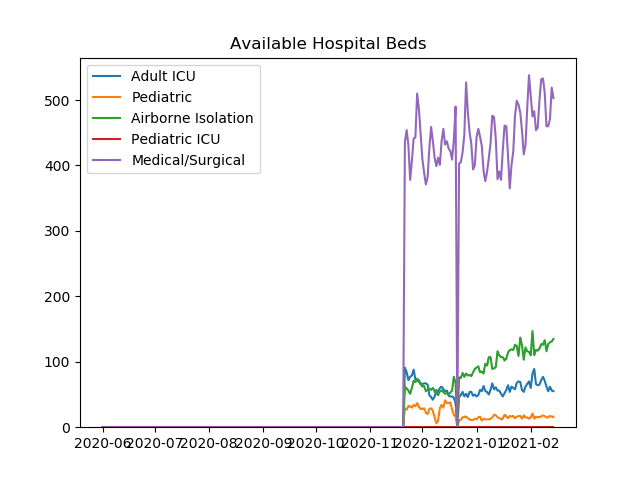 Available Hospital Beds
Adult ICU
Pediatric
Airborne Isolation
Pediatric ICU
Medical/Surgical
500
400
300
200
100
0
2020-06 2020-07 2020-08 2020-09 2020-10 2020-11 2020-12 2021-01 2021-02